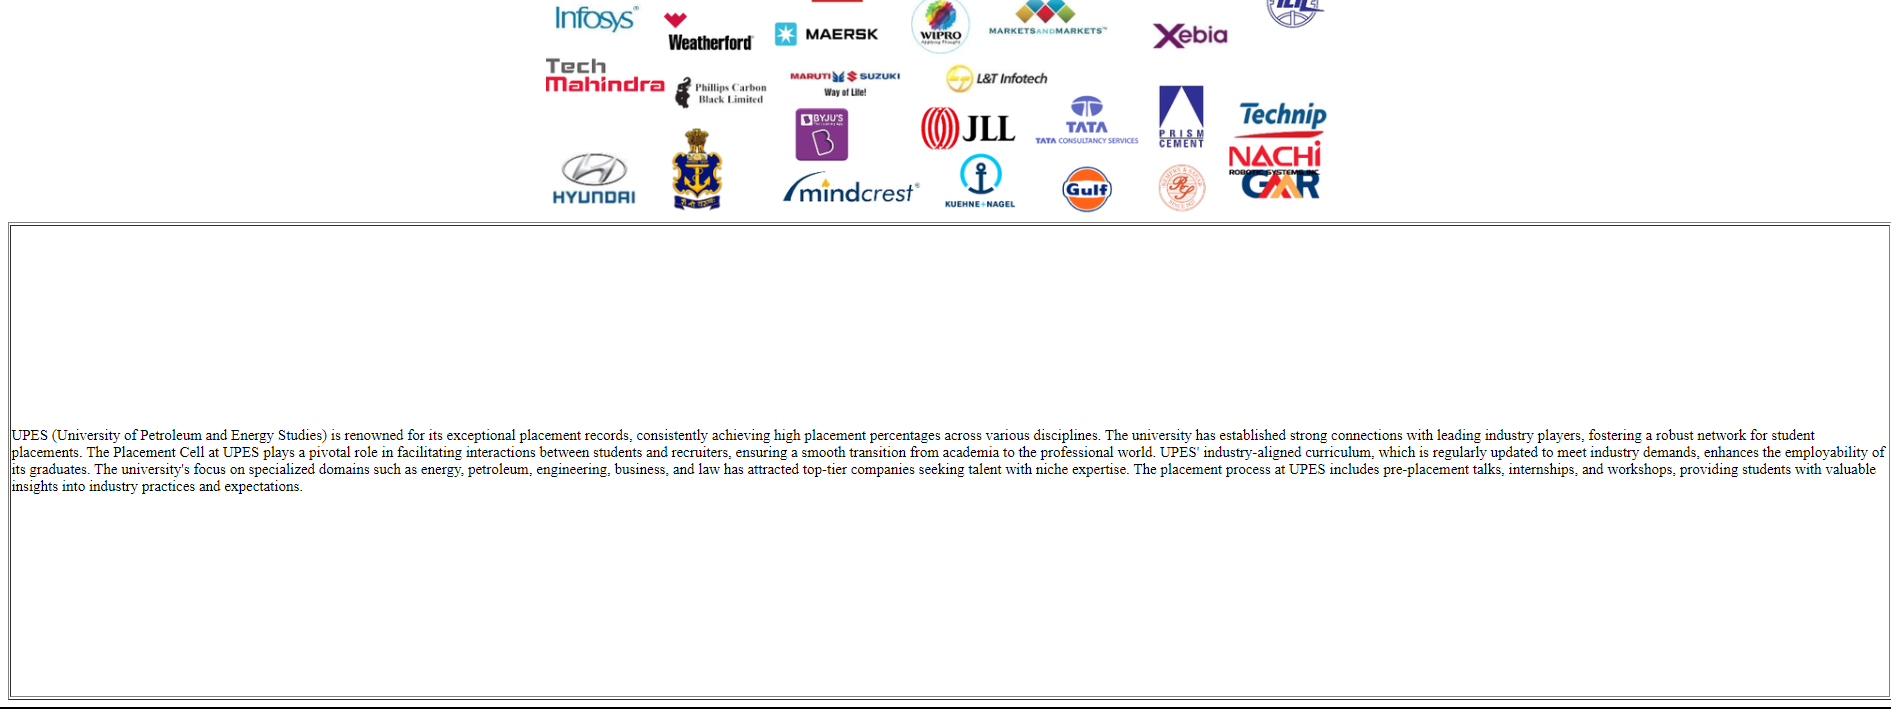 Infosys®
Weatherford®
MAERSK
WIPRO
Applying Thought
MARKETSANDMARKETS™
Xebia
Tech
Mahindra
Phillips Carbon
Black Limited
MARUTI SUZUKI
Way of Life!
L&T Infotech
BYJU'S
B
JLL
TATA
TATA CONSULTANCY SERVICES
PRISM
CEMENT
Technip
HYUNDAI
mindcrest®
KUEHNE+NAGEL
Gulf
RS
NACHI
ROBOTIC SYSTEMS INC.
GMR
UPES (University of Petroleum and Energy Studies) is renowned for its exceptional placement records, consistently achieving high placement percentages across various disciplines. The university has established strong connections with leading industry players, fostering a robust network for student
placements. The Placement Cell at UPES plays a pivotal role in facilitating interactions between students and recruiters, ensuring a smooth transition from academia to the professional world. UPES' industry-aligned curriculum, which is regularly updated to meet industry demands, enhances the employability of
its graduates. The university's focus on specialized domains such as energy, petroleum, engineering, business, and law has attracted top-tier companies seeking talent with niche expertise. The placement process at UPES includes pre-placement talks, internships, and workshops, providing students with valuable
insights into industry practices and expectations.